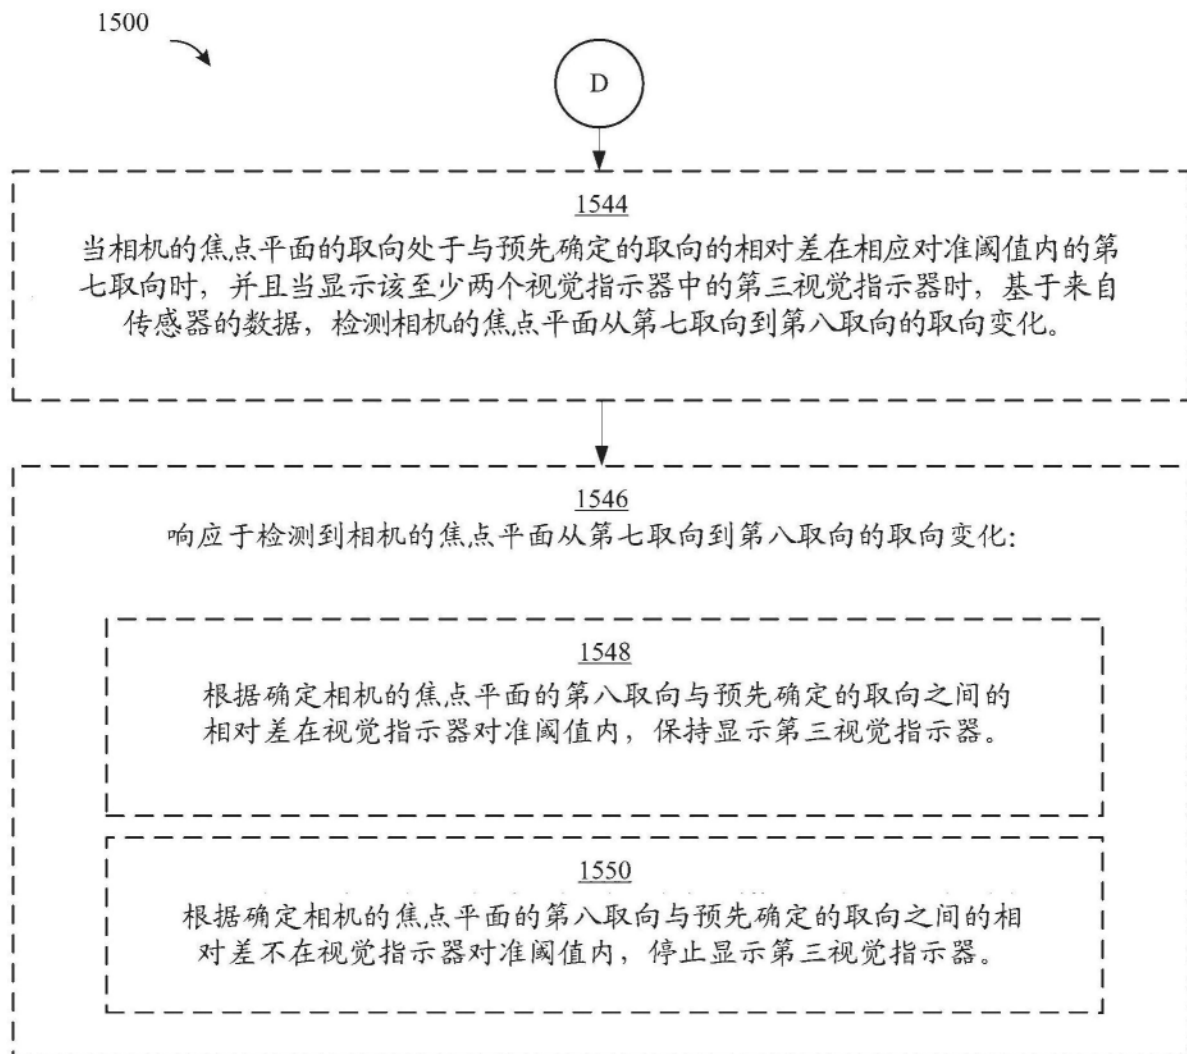 1500
D
1544
当相机的焦点平面的取向处于与预先确定的取向的相对差在相应对准阈值内的第
七取向时，并且当显示该至少两个视觉指示器中的第三视觉指示器时，基于来自
传感器的数据，检测相机的焦点平面从第七取向到第八取向的取向变化。
1546
响应于检测到相机的焦点平面从第七取向到第八取向的取向变化：
1548
根据确定相机的焦点平面的第八取向与预先确定的取向之间的
相对差在视觉指示器对准阈值内，保持显示第三视觉指示器。
1550
根据确定相机的焦点平面的第八取向与预先确定的取向之间的相
对差不在视觉指示器对准阈值内，停止显示第三视觉指示器。